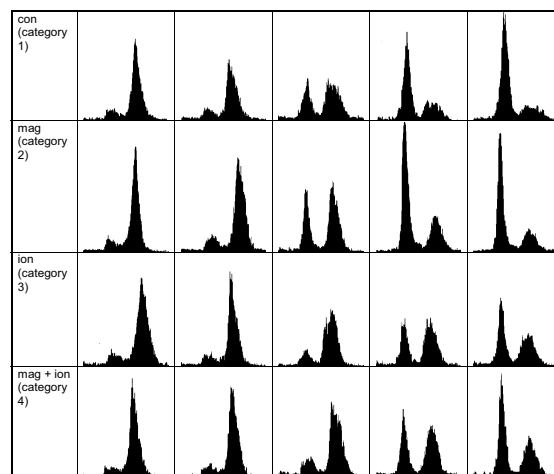 con
(category
1)
mag
(category
2)
ion
(category
3)
mag + ion
(category
4)